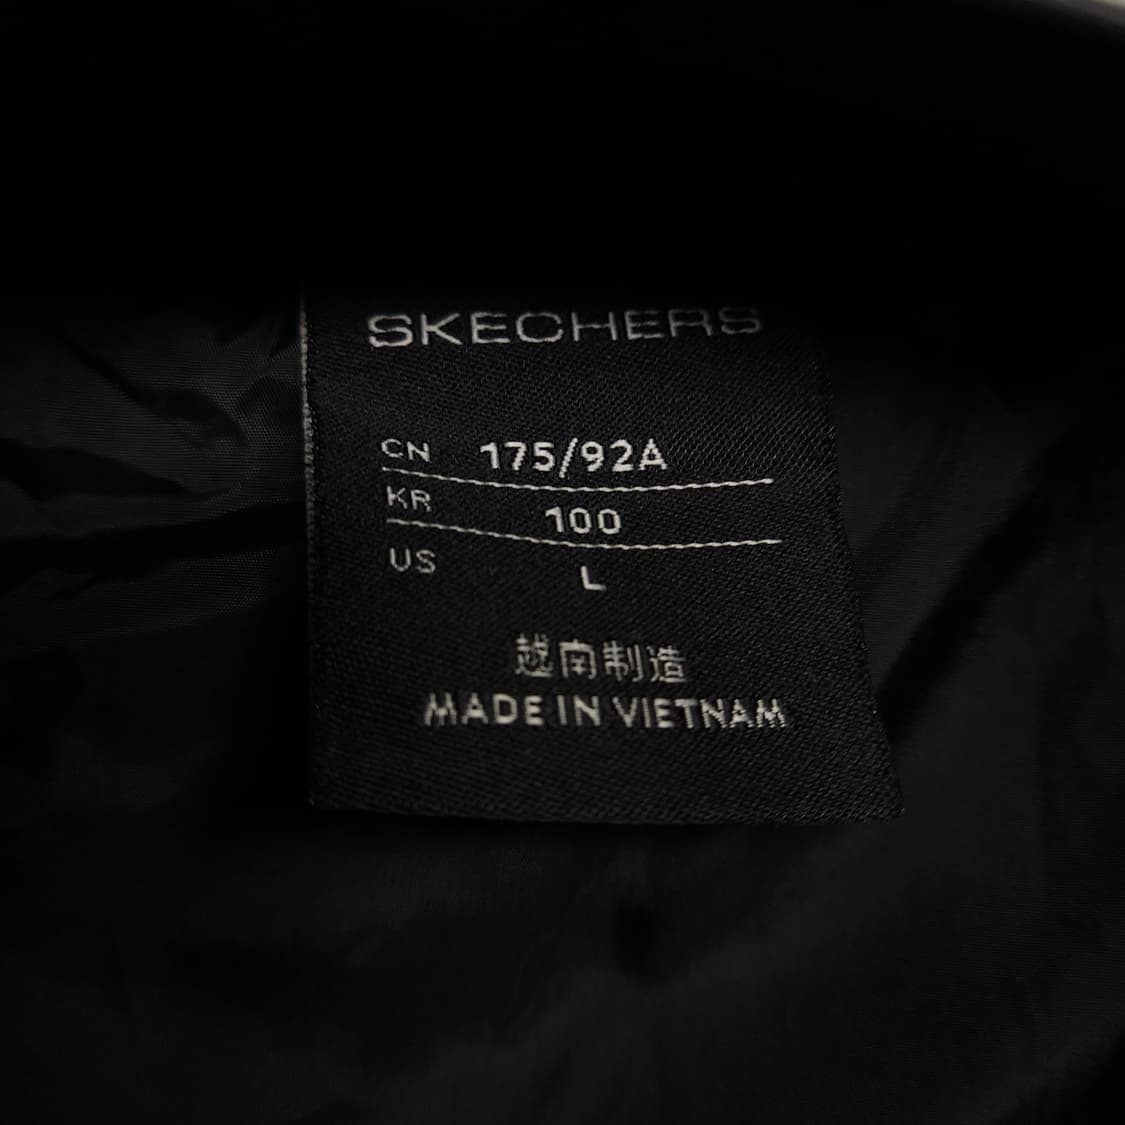 SKECHERS
CN 175/92A
KR 100
US L
越南制造
MADE IN VIETNAM